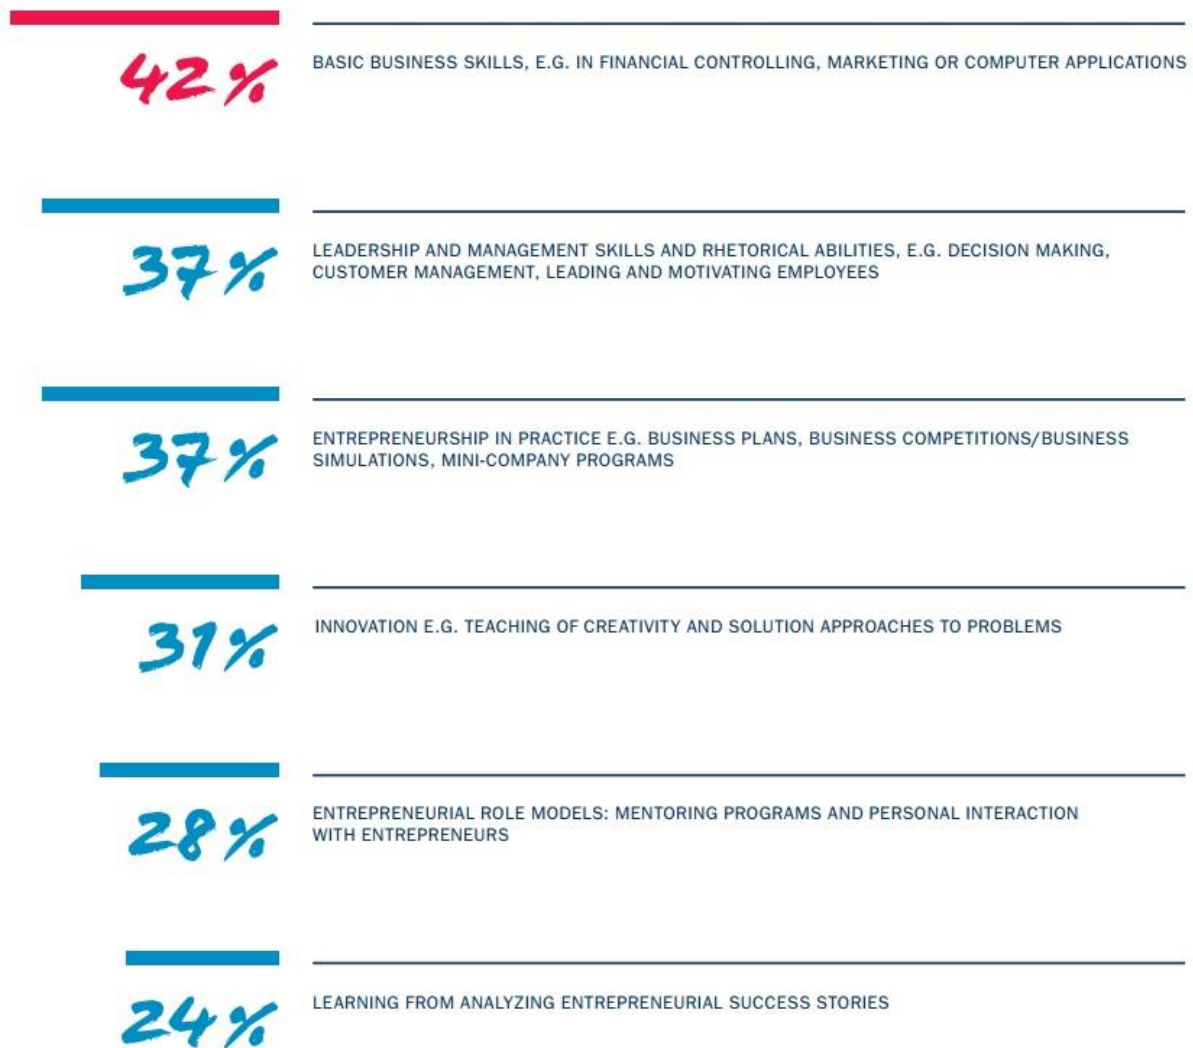 42%
BASIC BUSINESS SKILLS, E.G. IN FINANCIAL CONTROLLING, MARKETING OR COMPUTER APPLICATIONS
37%
LEADERSHIP AND MANAGEMENT SKILLS AND RHETORICAL ABILITIES, E.G. DECISION MAKING,
CUSTOMER MANAGEMENT, LEADING AND MOTIVATING EMPLOYEES
37%
ENTREPRENEURSHIP IN PRACTICE E.G. BUSINESS PLANS, BUSINESS COMPETITIONS/BUSINESS
SIMULATIONS, MINI-COMPANY PROGRAMS
31%
INNOVATION E.G. TEACHING OF CREATIVITY AND SOLUTION APPROACHES TO PROBLEMS
28%
ENTREPRENEURIAL ROLE MODELS: MENTORING PROGRAMS AND PERSONAL INTERACTION
WITH ENTREPRENEURS
24%
LEARNING FROM ANALYZING ENTREPRENEURIAL SUCCESS STORIES